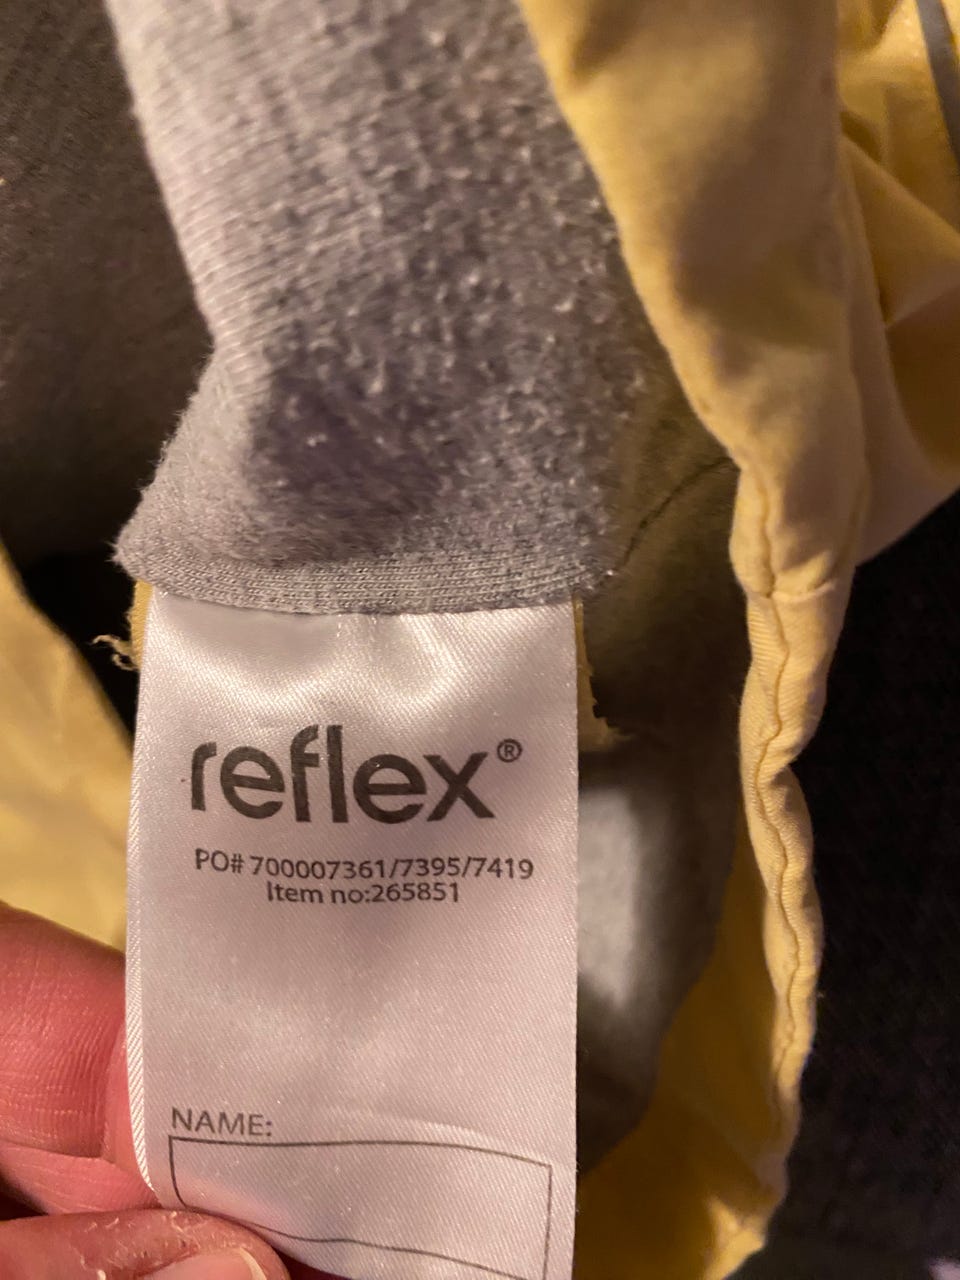 reflex®
PO# 700007361/7395/7419
Item no:265851
NAME: